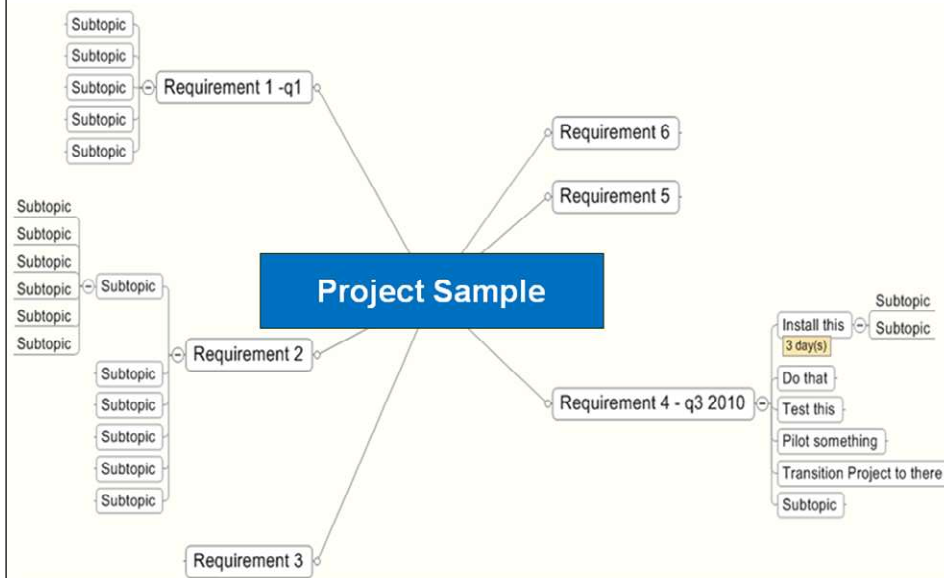 Subtopic
Subtopic
Subtopic
Subtopic
Subtopic
Requirement 1 -q1
Subtopic
Subtopic
Subtopic
Subtopic
Subtopic
Subtopic
Subtopic
Requirement 2
Subtopic
Subtopic
Subtopic
Subtopic
Subtopic
Requirement 3
Project Sample
Requirement 6
Requirement 5
Requirement 4 - q3 2010
Install this
3 day(s)
Subtopic
Subtopic
Do that
Test this
Pilot something
Transition Project to there
Subtopic